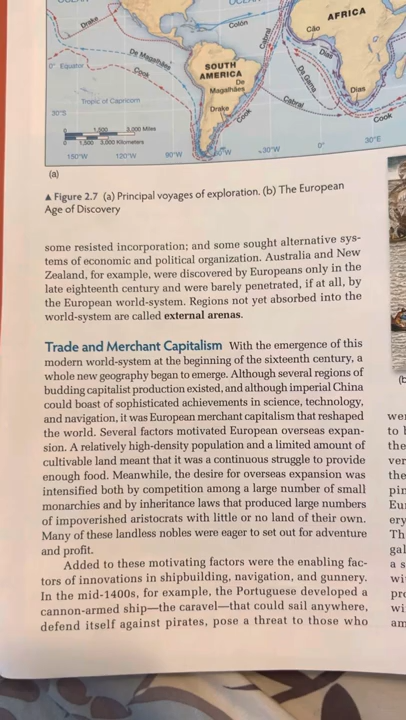 OCEAN
Drake
Colón
Cabral
AFRICA
Cão
De Magalhães
Cook
0° Equator
SOUTH
AMERICA
De
Magalhães
Dias
De Gama
Dias
Drake
Cook
Cabral
Cook
Tropic of Capricorn
30°S
0 1,500 3,000 Miles
0 1,500 3,000 Kilometers
150°W 120°W 90°W 60°W 30°W 0° 30°E
(a)
▲ Figure 2.7 (a) Principal voyages of exploration. (b) The European
Age of Discovery
some resisted incorporation; and some sought alternative sys-
tems of economic and political organization. Australia and New
Zealand, for example, were discovered by Europeans only in the
late eighteenth century and were barely penetrated, if at all, by
the European world-system. Regions not yet absorbed into the
world-system are called external arenas.
Trade and Merchant Capitalism With the emergence of this
modern world-system at the beginning of the sixteenth century, a
whole new geography began to emerge. Although several regions of
budding capitalist production existed, and although imperial China
could boast of sophisticated achievements in science, technology,
and navigation, it was European merchant capitalism that reshaped
the world. Several factors motivated European overseas expan-
sion. A relatively high-density population and a limited amount of
cultivable land meant that it was a continuous struggle to provide
enough food. Meanwhile, the desire for overseas expansion was
intensified both by competition among a large number of small
monarchies and by inheritance laws that produced large numbers
of impoverished aristocrats with little or no land of their own.
Many of these landless nobles were eager to set out for adventure
and profit.
Added to these motivating factors were the enabling fac-
tors of innovations in shipbuilding, navigation, and gunnery.
In the mid-1400s, for example, the Portuguese developed a
cannon-armed ship—the caravel—that could sail anywhere,
defend itself against pirates, pose a threat to those who